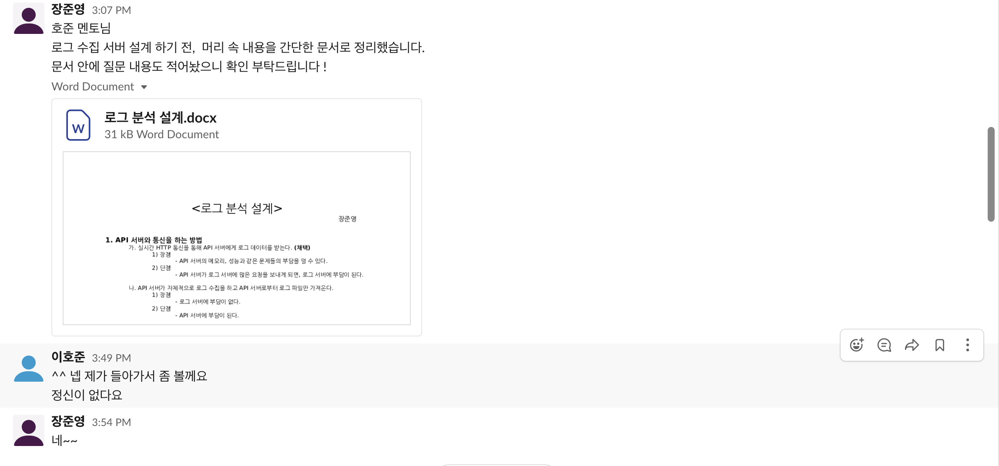 장준영 3:07 PM
호준 멘토님
로그 수집 서버 설계 하기 전, 머리 속 내용을 간단한 문서로 정리했습니다.
문서 안에 질문 내용도 적어놨으니 확인 부탁드립니다 !
Word Document
W
로그 분석 설계.docx
31 kB Word Document
<로그 분석 설계>
장준영
1. API 서버와 통신을 하는 방법
가. 실시간 HTTP 통신을 통해 API 서버에게 로그 데이터를 받는다. (채택)
1) 장점
- API 서버의 메모리, 성능과 같은 문제들의 부담을 덜 수 있다.
2) 단점
- API 서버가 로그 서버에 많은 요청을 보내게 되면, 로그 서버에 부담이 된다.
나. API 서버가 자체적으로 로그 수집을 하고 API 서버로부터 로그 파일만 가져온다.
1) 장점
- 로그 서버에 부담이 없다.
2) 단점
- API 서버에 부담이 된다.
이호준 3:49 PM
^^ 넵 제가 들아가서 좀 볼께요
정신이 없다요
장준영 3:54 PM
네~~